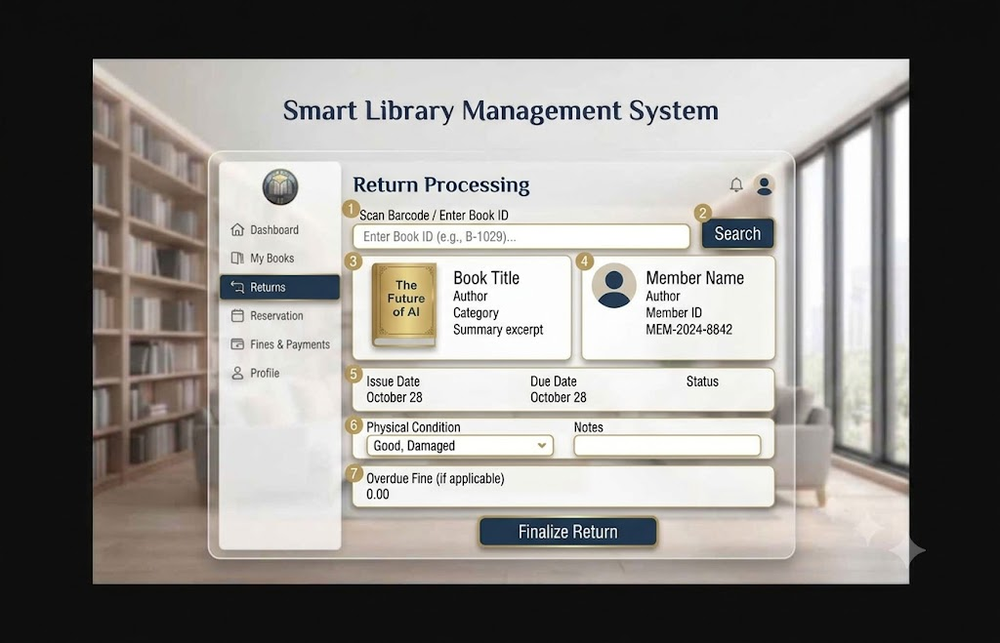 Smart Library Management System
Dashboard
My Books
Returns
Reservation
Fines & Payments
Profile
Return Processing
1
Scan Barcode / Enter Book ID
Enter Book ID (e.g., B-1029)...
2
Search
3
The
Future
of AI
Book Title
Author
Category
Summary excerpt
4
Member Name
Author
Member ID
MEM-2024-8842
5
Issue Date
October 28
Due Date
October 28
Status
6
Physical Condition
Good, Damaged
Notes
7
Overdue Fine (if applicable)
0.00
Finalize Return